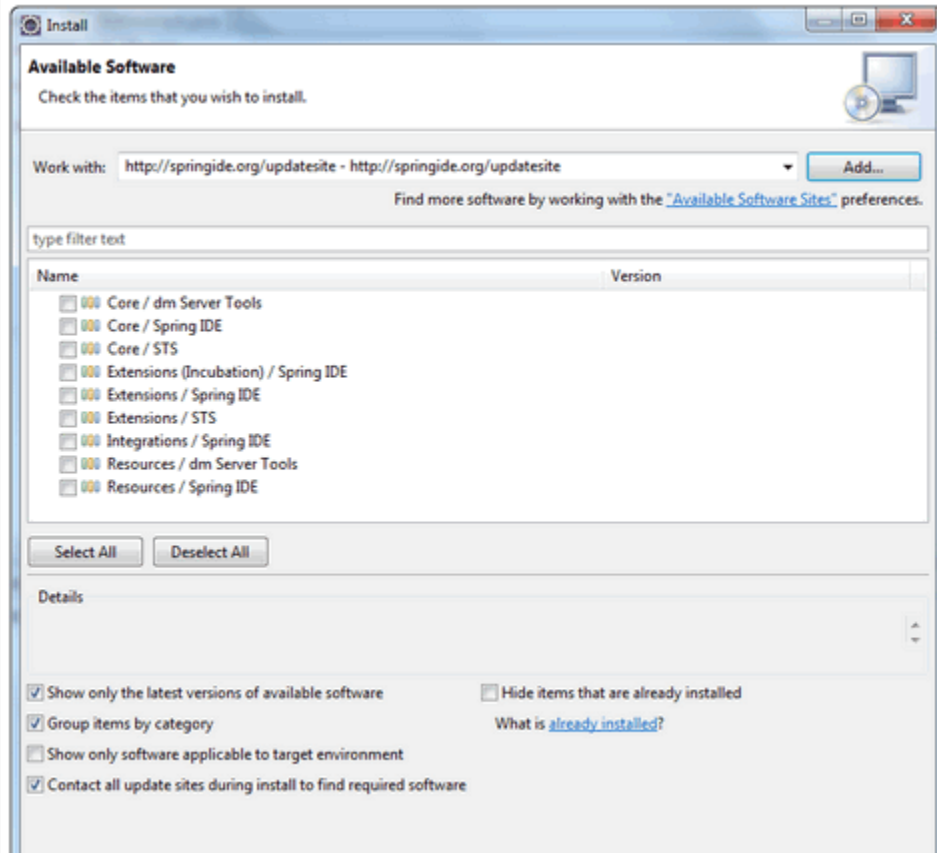 Install
Available Software
Check the items that you wish to install.
Work with: http://springide.org/updatesite - http://springide.org/updatesite Add...
Find more software by working with the "Available Software Sites" preferences.
type filter text
Name Version
Core / dm Server Tools
Core / Spring IDE
Core / STS
Extensions (Incubation) / Spring IDE
Extensions / Spring IDE
Extensions / STS
Integrations / Spring IDE
Resources / dm Server Tools
Resources / Spring IDE
Select All Deselect All
Details
Show only the latest versions of available software Hide items that are already installed
Group items by category What is already installed?
Show only software applicable to target environment
Contact all update sites during install to find required software